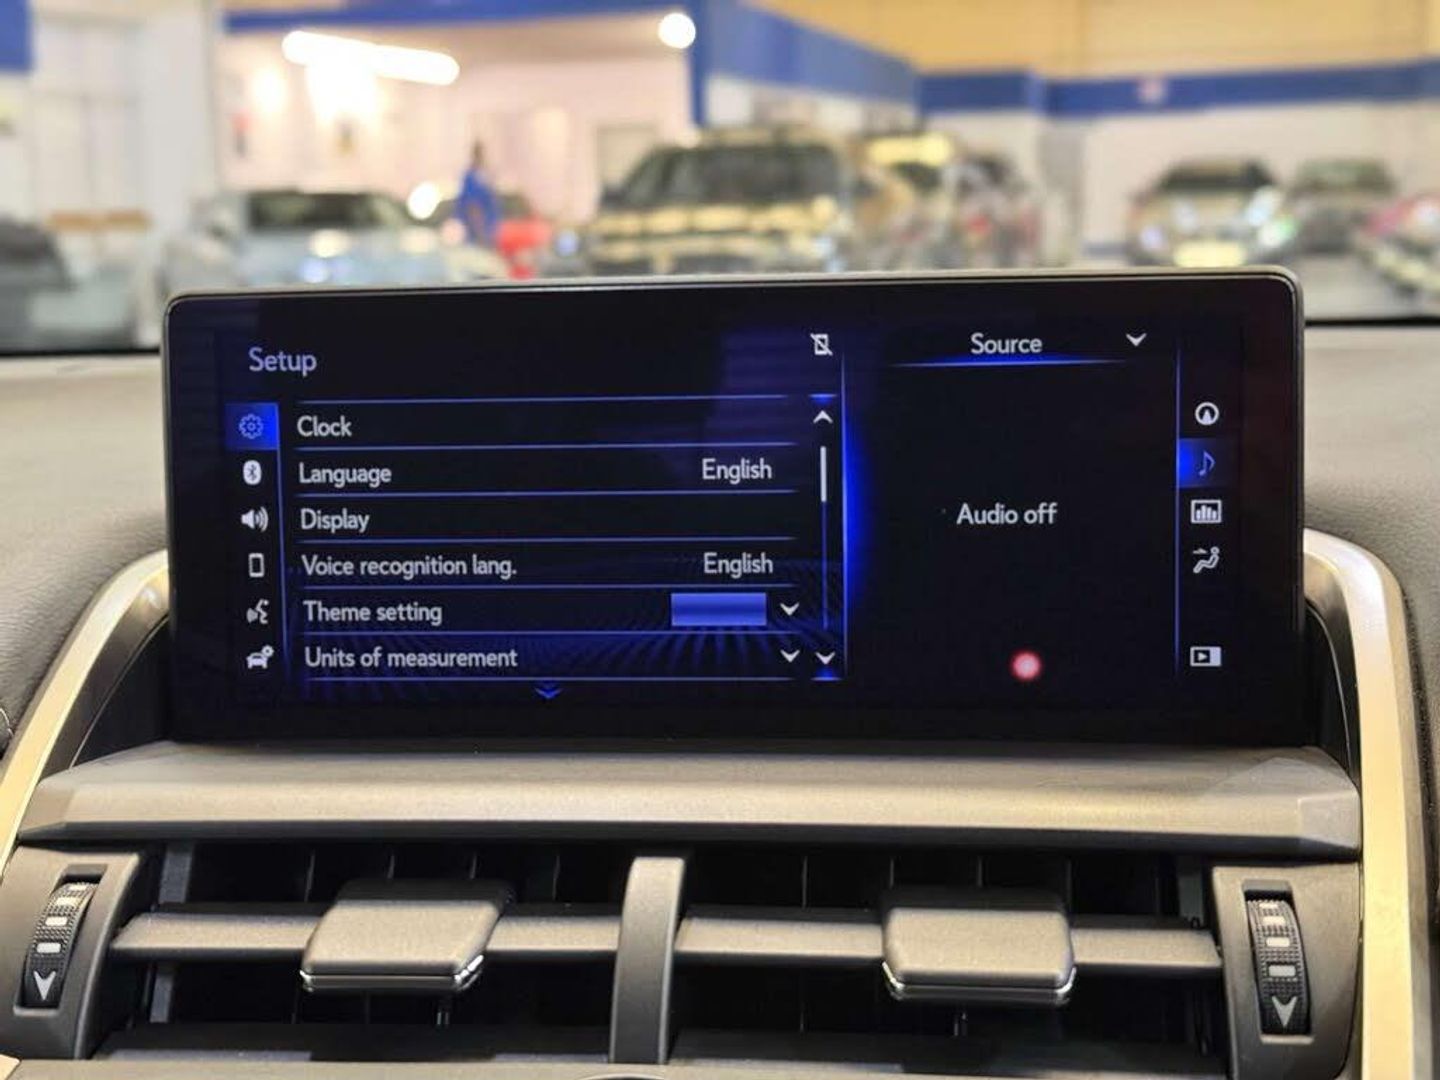 Setup
Source
Clock
Language English
Display
Voice recognition lang. English
Theme setting
Units of measurement
Audio off